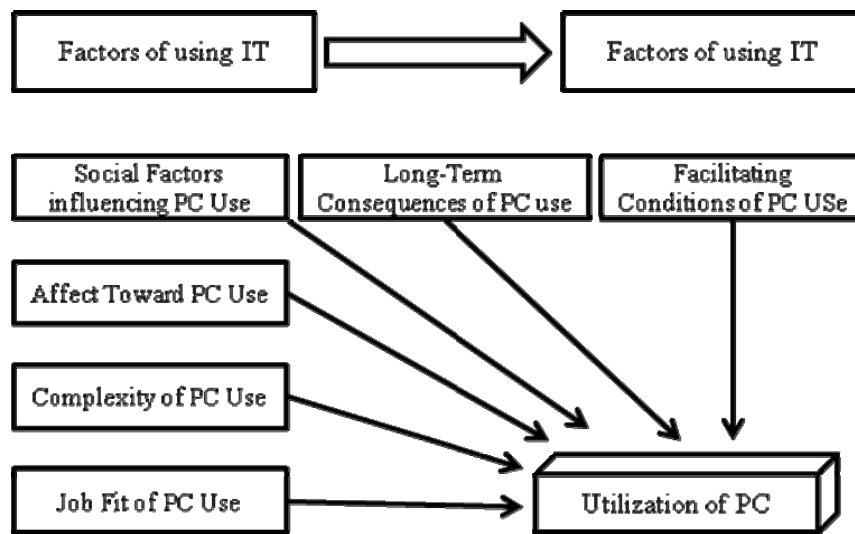 Factors of using IT
Factors of using IT
Social Factors
influencing PC Use
Long-Term
Consequences of PC use
Facilitating
Conditions of PC USe
Affect Toward PC Use
Complexity of PC Use
Job Fit of PC Use
Utilization of PC